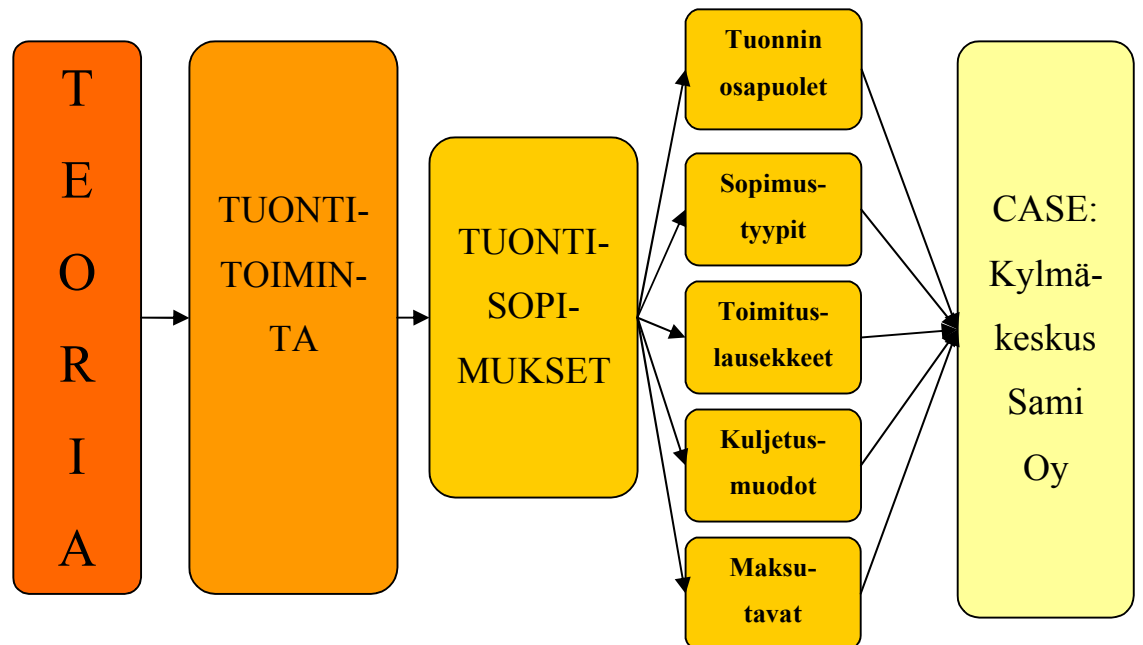 T
E
O
R
I
A
TUONTI-
TOIMIN-
TA
TUONTI-
SOPI-
MUKSET
Tuonnin
osapuolet
Sopimus-
tyypit
Toimitus-
lausekkeet
Kuljetus-
muodot
Maksu-
tavat
CASE:
Kylmä-
keskus
Sami
Oy